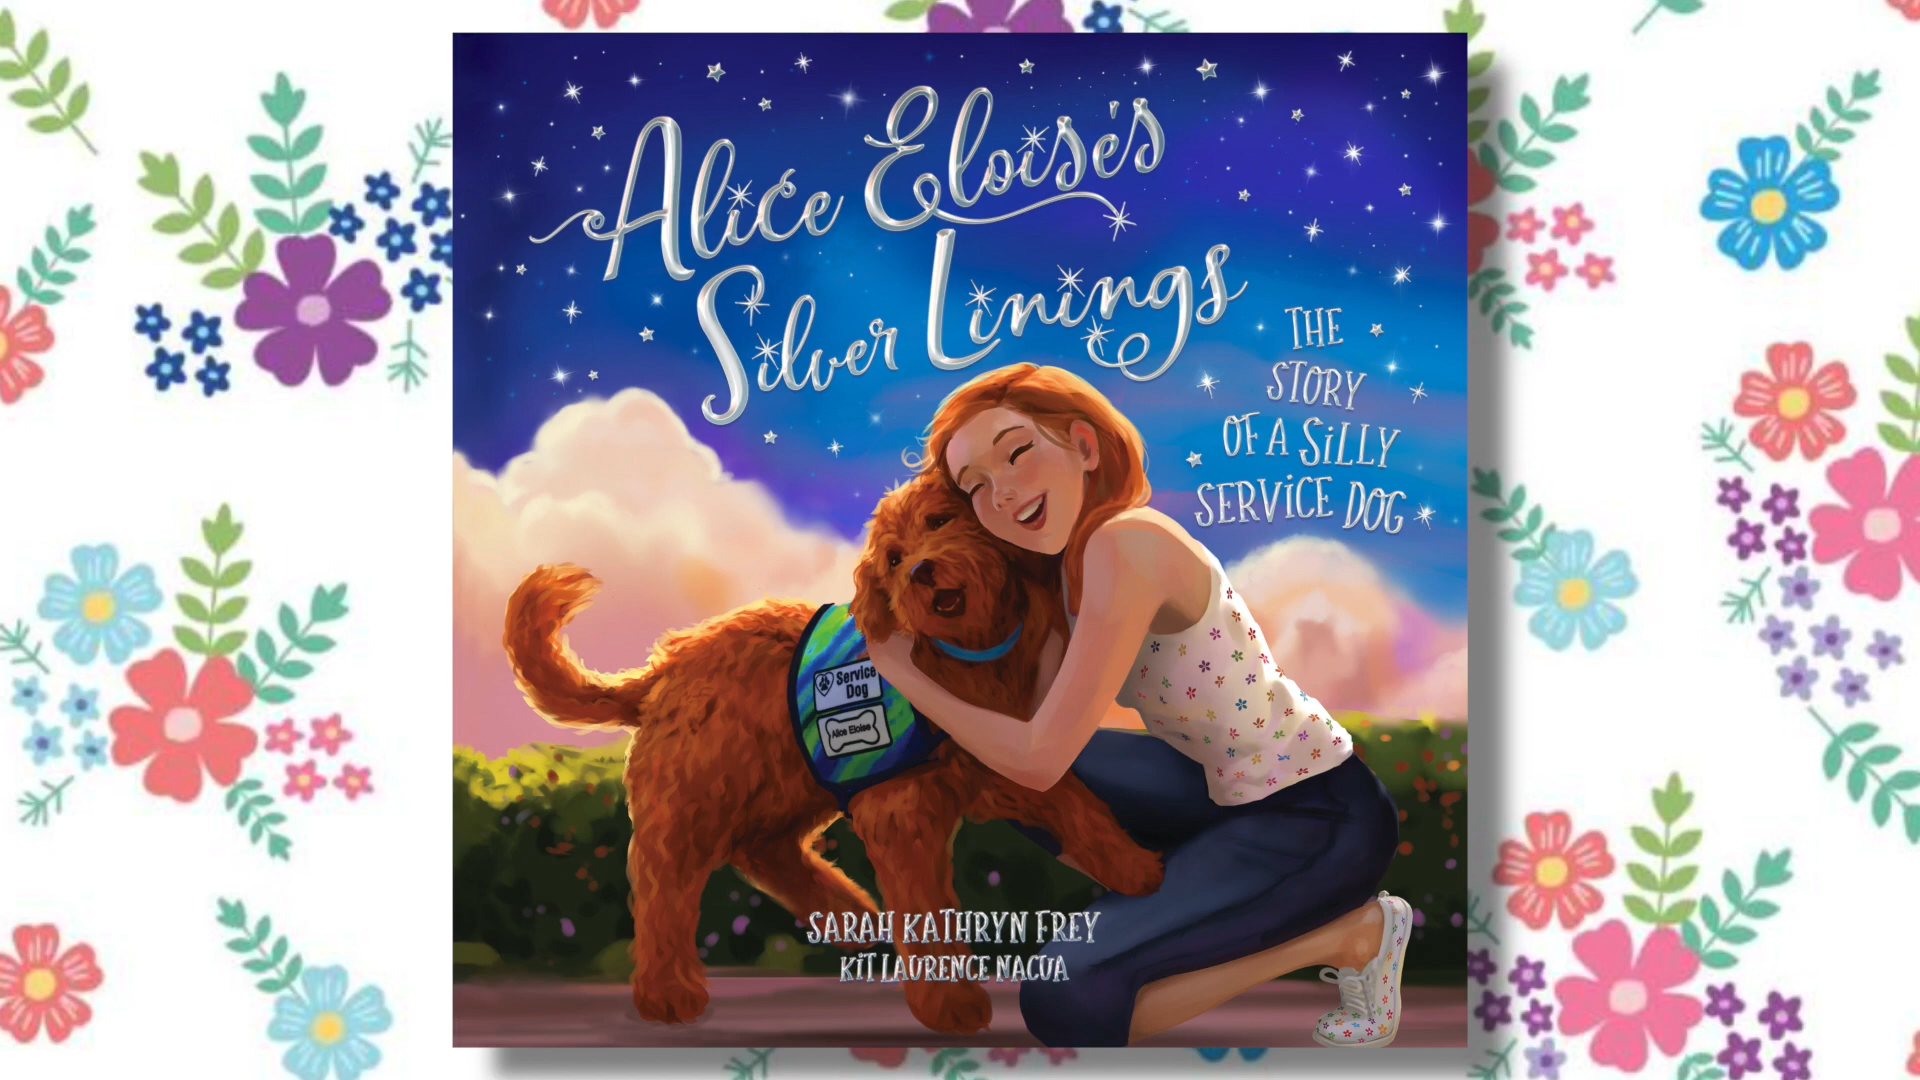 Alice Eloise's
Silver Linings
THE
STORY
OF A SiLLY
SERViCE DOG
Service
Dog
Alice Eloise
SARAH KATHRYN FREY
KiT LAURENCE NACUA